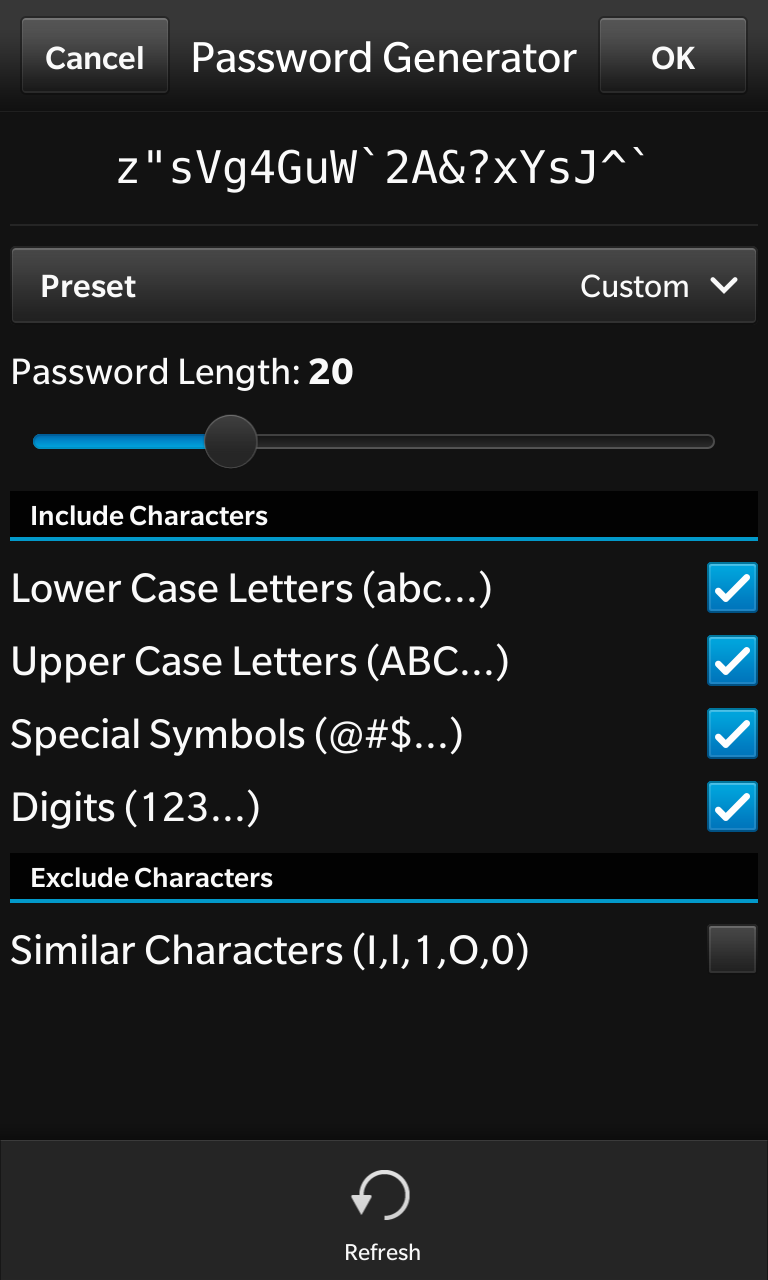 Cancel Password Generator OK
z"sVg4GuW`2A&?xYsJ^`
Preset Custom
Password Length: 20
Include Characters
Lower Case Letters (abc...)
Upper Case Letters (ABC...)
Special Symbols (@#$...)
Digits (123...)
Exclude Characters
Similar Characters (I,l,1,O,0)
Refresh